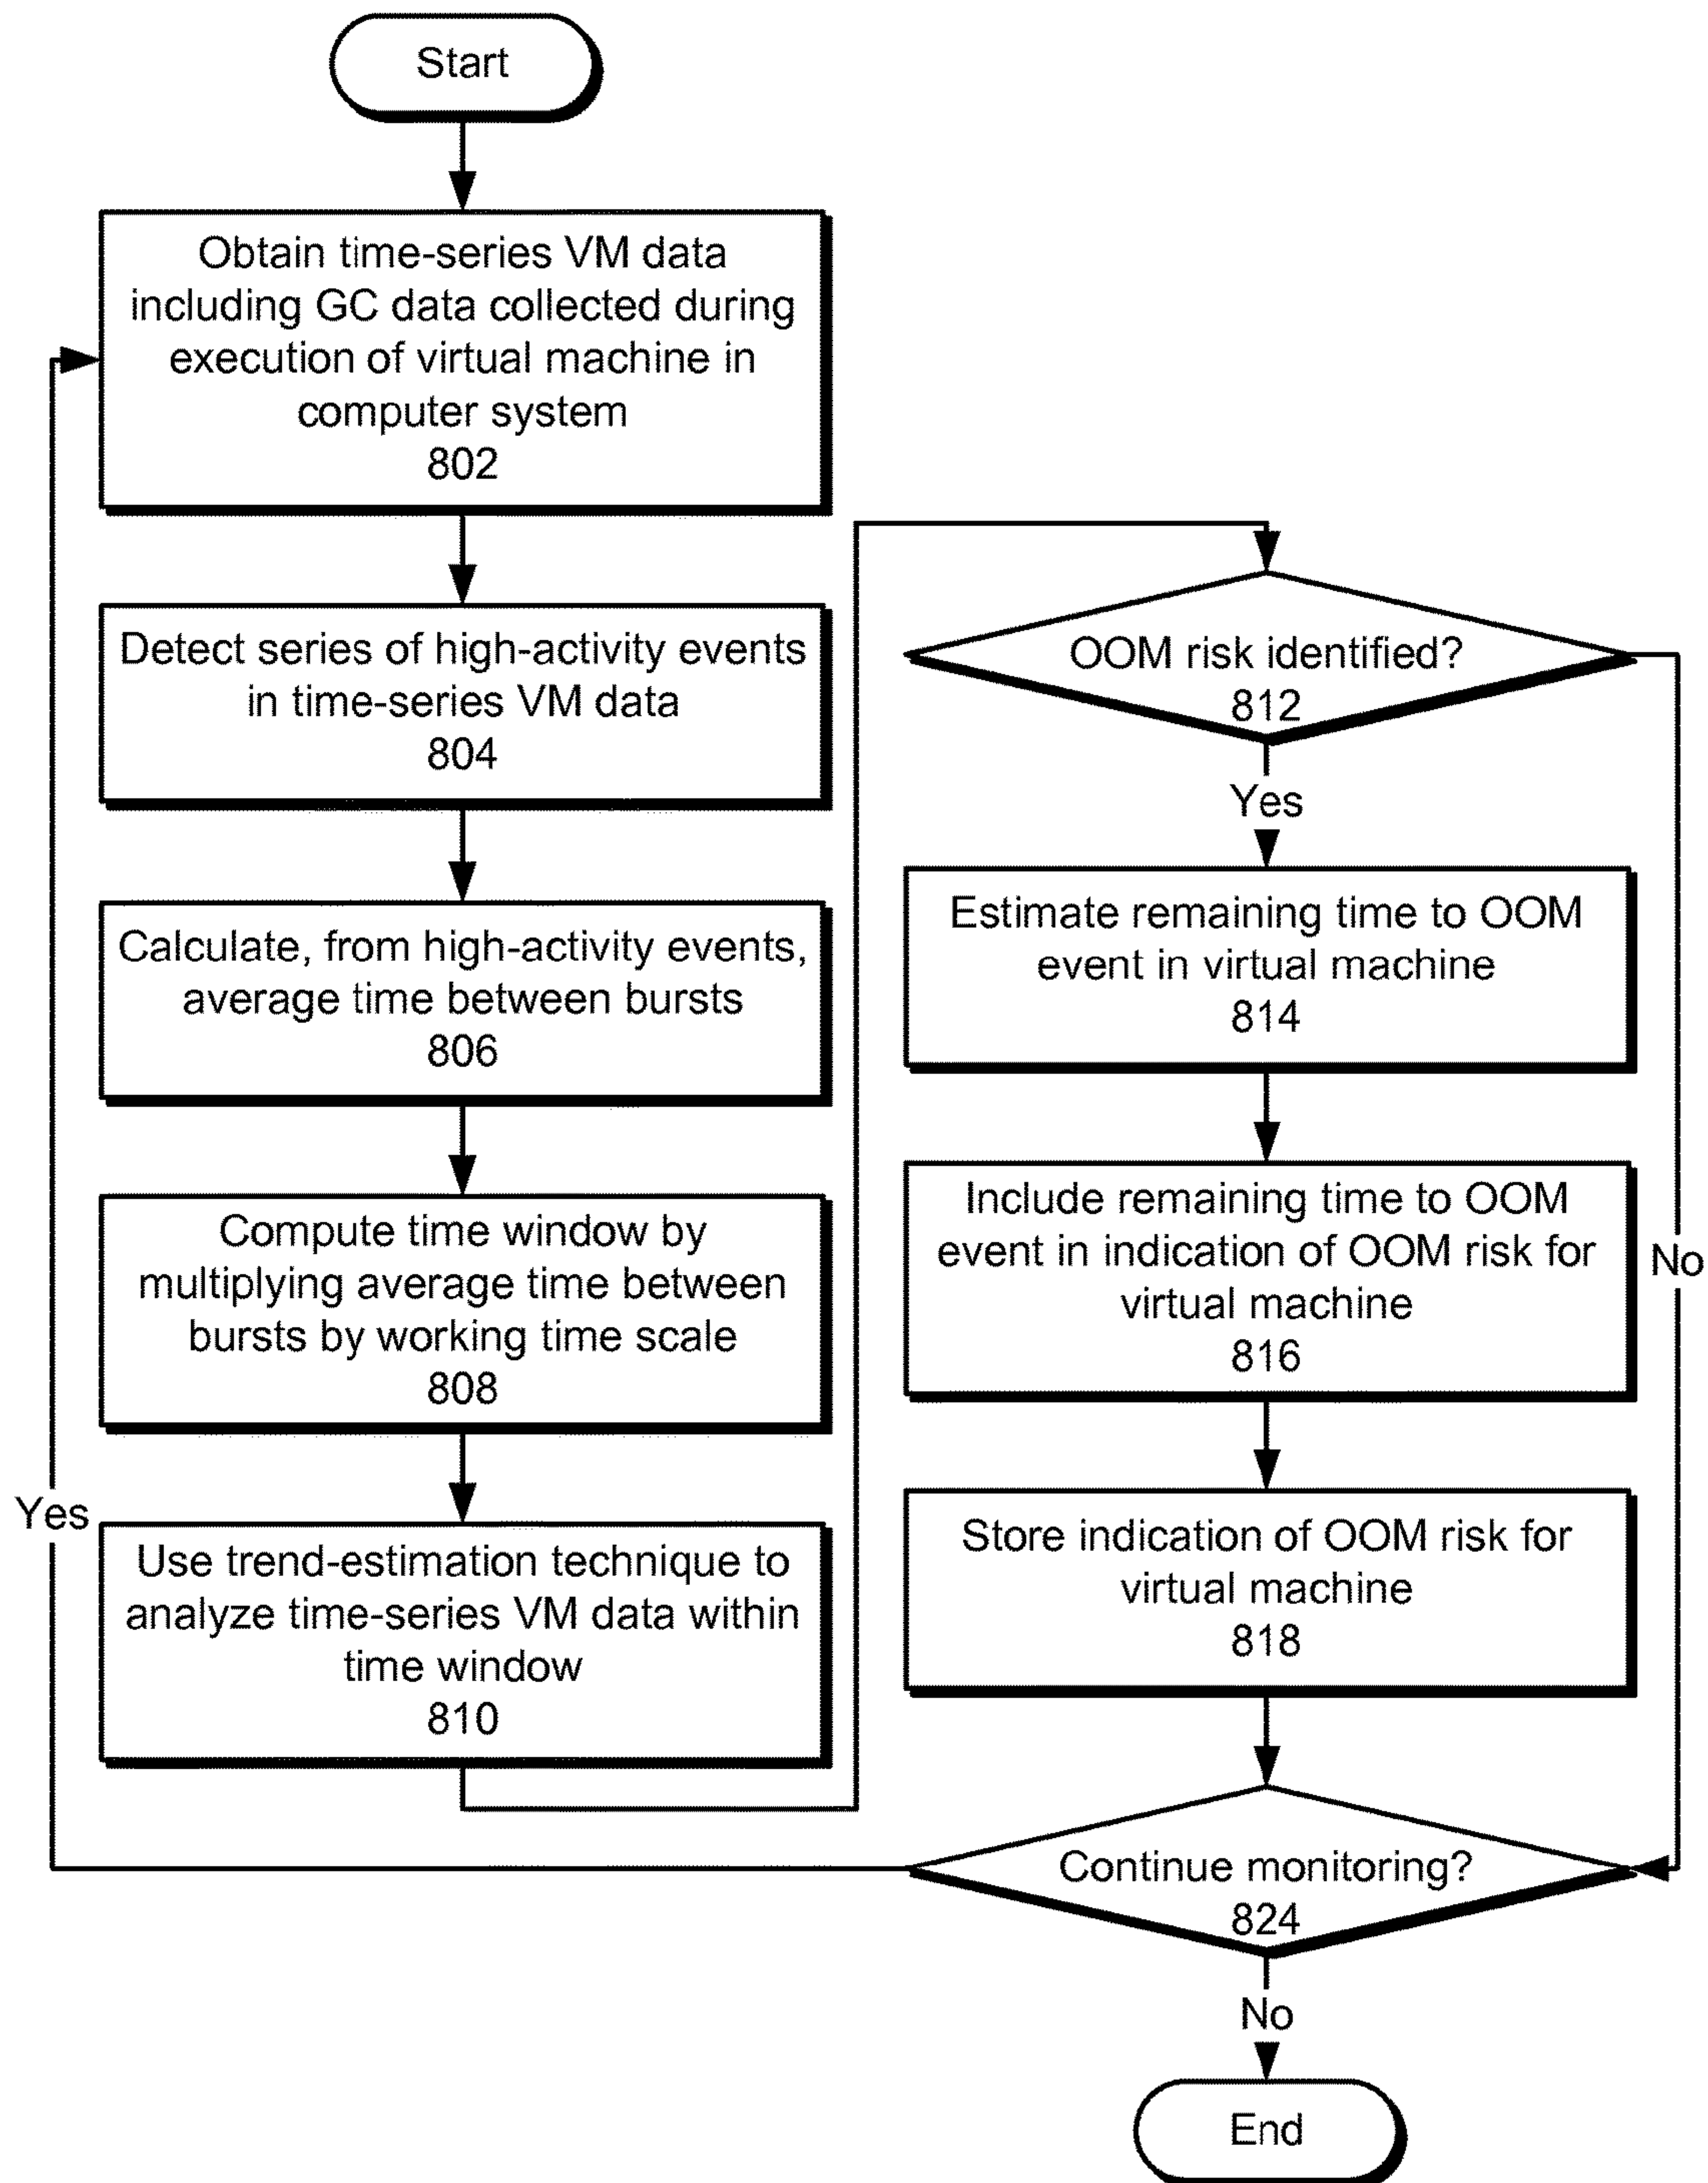 Start
Obtain time-series VM data
including GC data collected during
execution of virtual machine in
computer system
802
Detect series of high-activity events
in time-series VM data
804
Calculate, from high-activity events,
average time between bursts
806
Compute time window by
multiplying average time between
bursts by working time scale
808
Use trend-estimation technique to
analyze time-series VM data within
time window
810
OOM risk identified?
812
Yes
No
Estimate remaining time to OOM
event in virtual machine
814
Include remaining time to OOM
event in indication of OOM risk for
virtual machine
816
Store indication of OOM risk for
virtual machine
818
Continue monitoring?
824
Yes
No
End